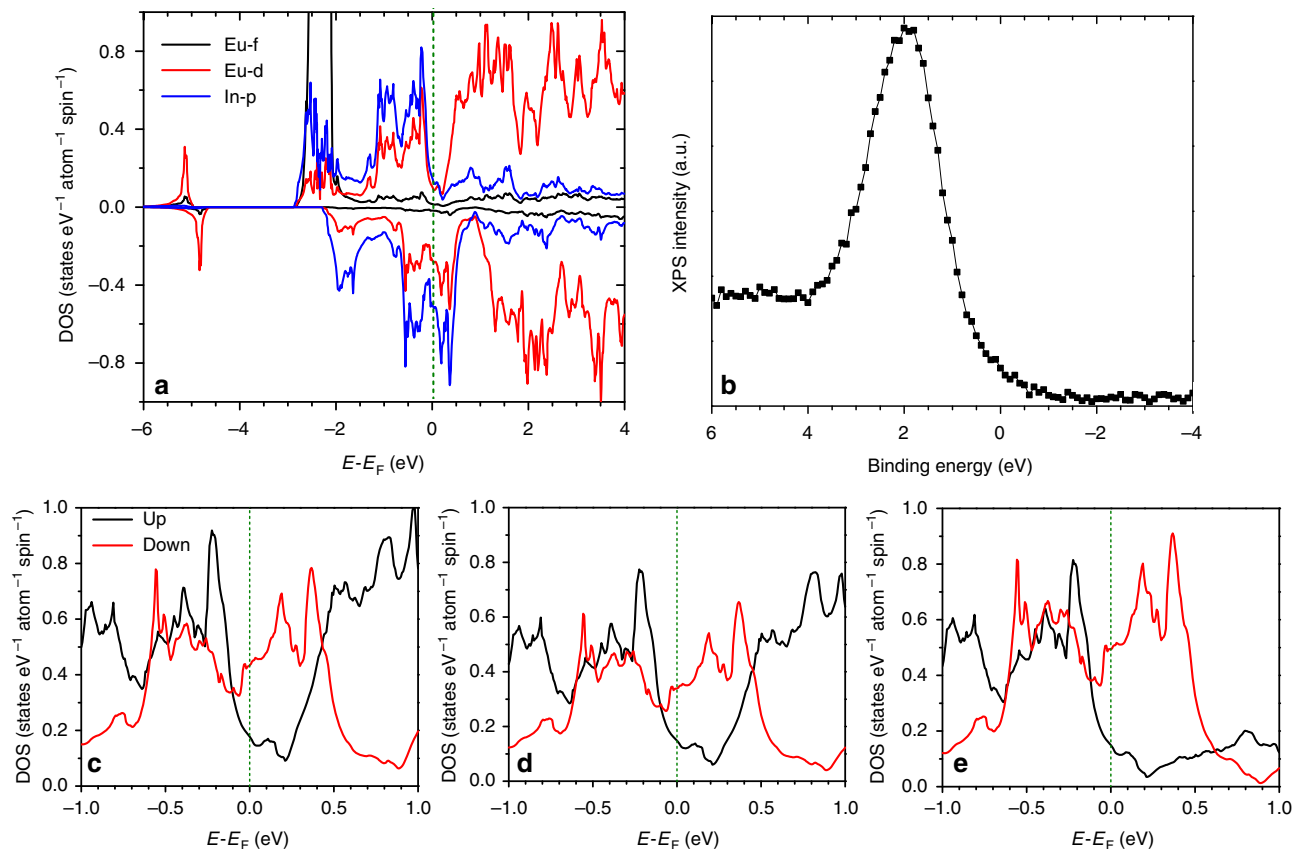 0.8
0.4
0.0
−0.4
−0.8
DOS (states eV⁻¹ atom⁻¹ spin⁻¹)
Eu-f
Eu-d
In-p
a
−6
−4
−2
0
2
4
E-E_F (eV)
XPS intensity (a.u.)
b
6
4
2
0
−2
−4
Binding energy (eV)
1.0
0.8
0.6
0.4
0.2
0.0
DOS (states eV⁻¹ atom⁻¹ spin⁻¹)
Up
Down
c
−1.0
−0.5
0.0
0.5
1.0
E-E_F (eV)
1.0
0.8
0.6
0.4
0.2
0.0
DOS (states eV⁻¹ atom⁻¹ spin⁻¹)
d
−1.0
−0.5
0.0
0.5
1.0
E-E_F (eV)
1.0
0.8
0.6
0.4
0.2
0.0
DOS (states eV⁻¹ atom⁻¹ spin⁻¹)
e
−1.0
−0.5
0.0
0.5
1.0
E-E_F (eV)